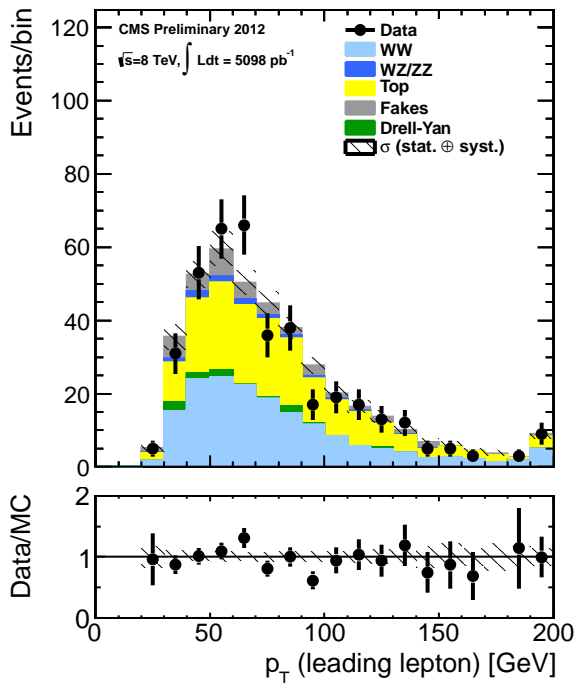 CMS Preliminary 2012
√s=8 TeV, ∫ Ldt = 5098 pb⁻¹
Data
WW
WZ/ZZ
Top
Fakes
Drell-Yan
σ (stat. ⊕ syst.)
Events/bin
120
100
80
60
40
20
0
Data/MC
2
1
0
0 50 100 150 200
p_T (leading lepton) [GeV]